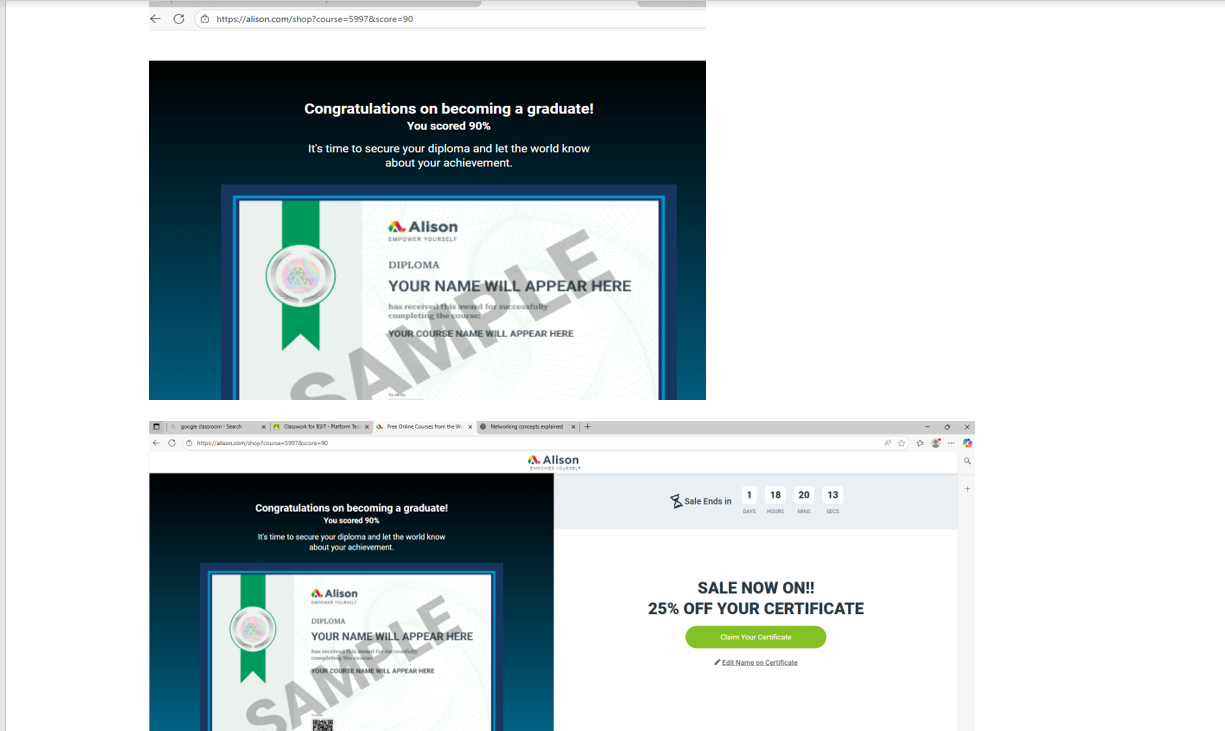 https://alison.com/shop?course=5997&score=90
Congratulations on becoming a graduate!
You scored 90%
It's time to secure your diploma and let the world know
about your achievement.
Alison
EMPOWER YOURSELF
DIPLOMA
YOUR NAME WILL APPEAR HERE
has received this award for successfully
completing the course:
YOUR COURSE NAME WILL APPEAR HERE
SAMPLE
google classroom - Search
Classwork for BSIT - Platform Tec
Free Online Courses from the Wo
Networking concepts explained
https://alison.com/shop?course=5997&score=90
Alison
EMPOWER YOURSELF
Congratulations on becoming a graduate!
You scored 90%
It's time to secure your diploma and let the world know
about your achievement.
Alison
EMPOWER YOURSELF
DIPLOMA
YOUR NAME WILL APPEAR HERE
has received this award for successfully
completing the course:
YOUR COURSE NAME WILL APPEAR HERE
SAMPLE
Sale Ends in
1 18 20 13
DAYS HOURS MINS SECS
SALE NOW ON!!
25% OFF YOUR CERTIFICATE
Claim Your Certificate
Edit Name on Certificate